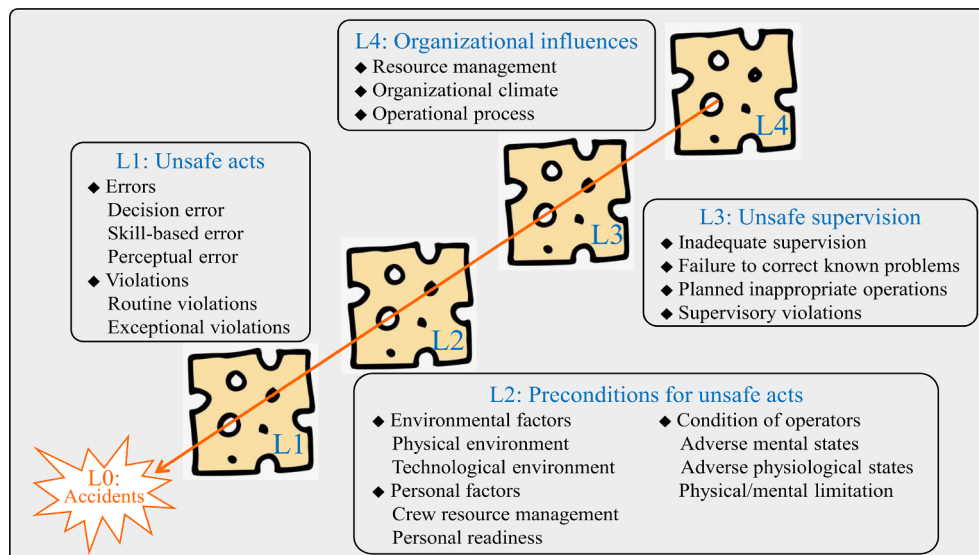 L4: Organizational influences
◆ Resource management
◆ Organizational climate
◆ Operational process
L4
L1: Unsafe acts
◆ Errors
Decision error
Skill-based error
Perceptual error
◆ Violations
Routine violations
Exceptional violations
L3
L3: Unsafe supervision
◆ Inadequate supervision
◆ Failure to correct known problems
◆ Planned inappropriate operations
◆ Supervisory violations
L2
L1
L2: Preconditions for unsafe acts
◆ Environmental factors
Physical environment
Technological environment
◆ Personal factors
Crew resource management
Personal readiness
◆ Condition of operators
Adverse mental states
Adverse physiological states
Physical/mental limitation
L0:
Accidents